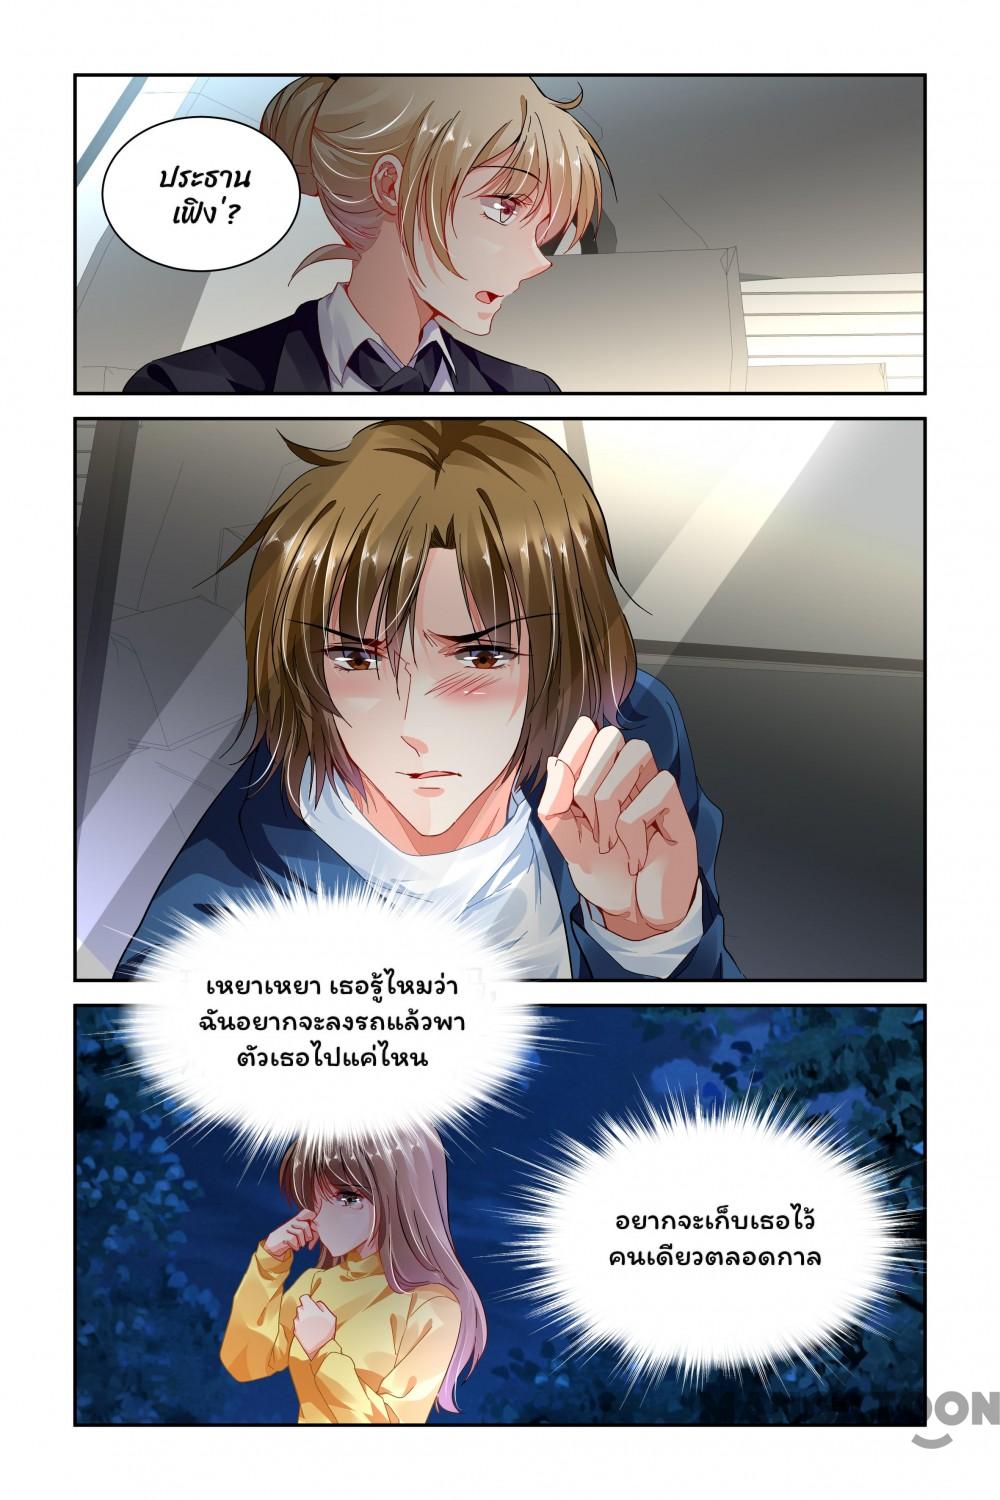 ประธาน
เฟิง่?
เหยาเหยา เธอรู้ไหมว่า
ฉันอยากจะลงรถแล้วพา
ตัวเธอไปแค่ไหน
อยากจะเก็บเธอไว้
คนเดียวตลอดกาล